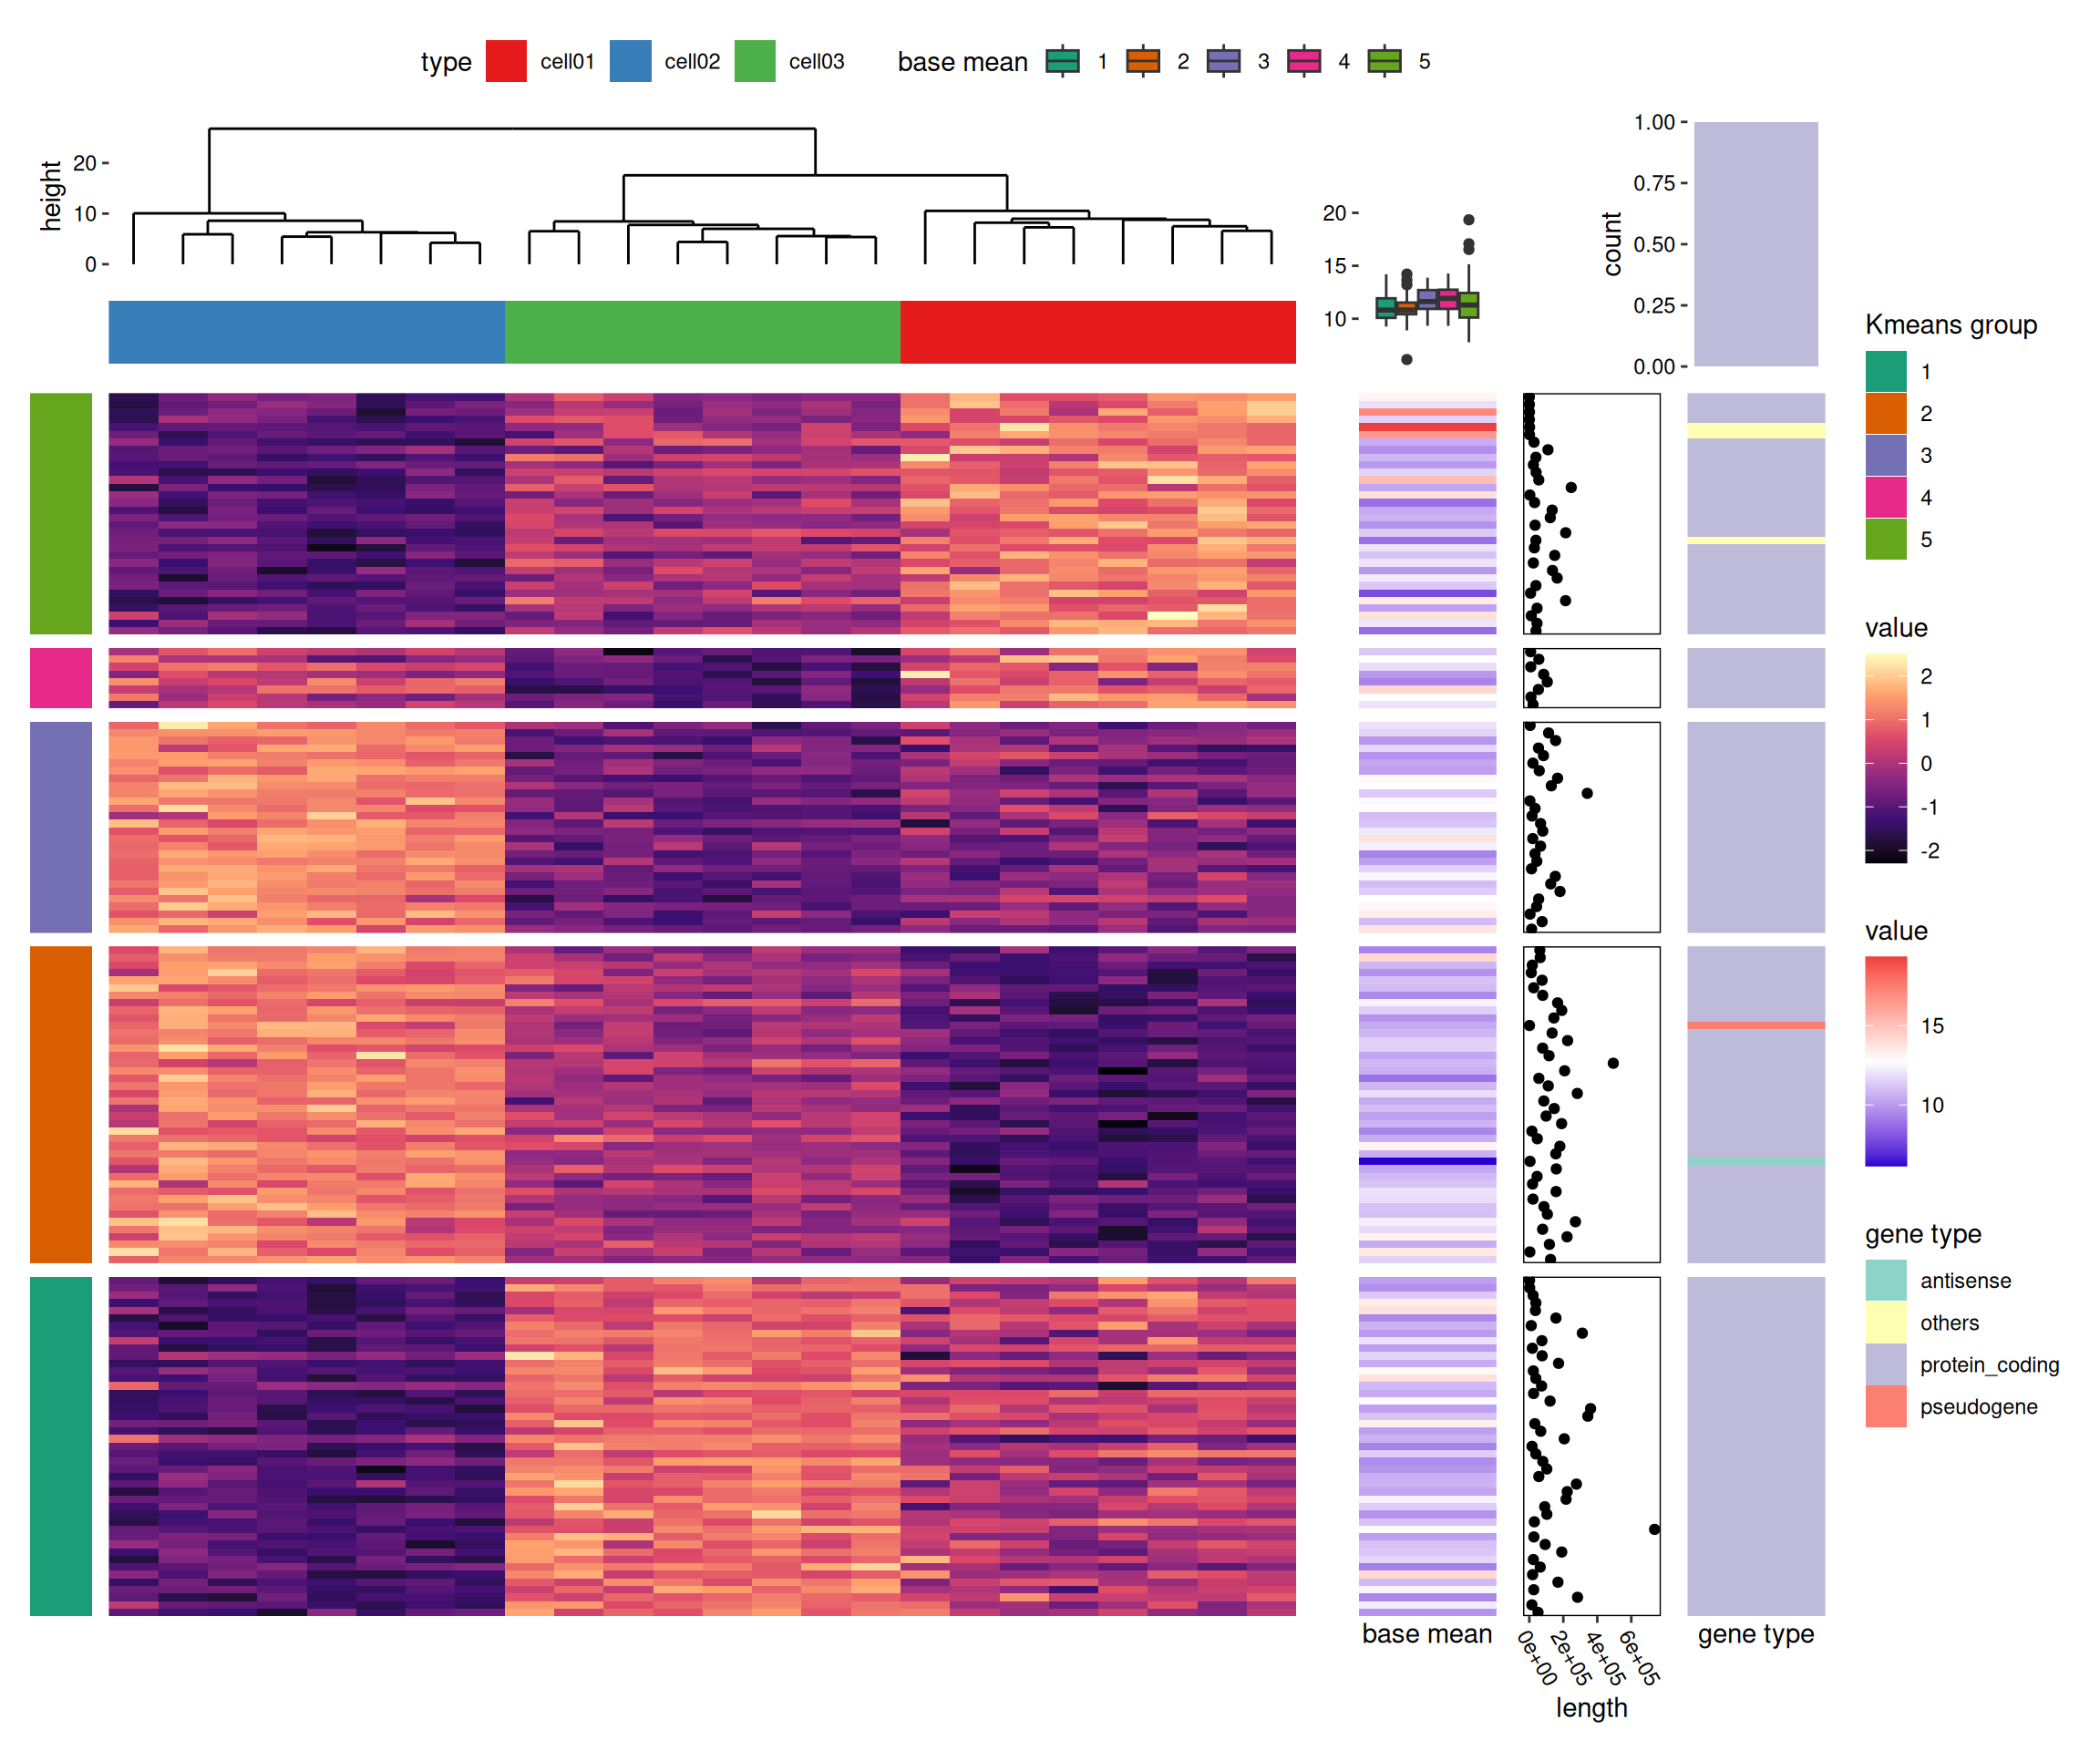 type cell01 cell02 cell03 base mean 1 2 3 4 5
height
20
10
0
20
15
10
count
1.00
0.75
0.50
0.25
0.00
Kmeans group
1
2
3
4
5
value
2
1
0
-1
-2
value
15
10
gene type
antisense
others
protein_coding
pseudogene
base mean
0e+00 2e+05 4e+05 6e+05
length
gene type